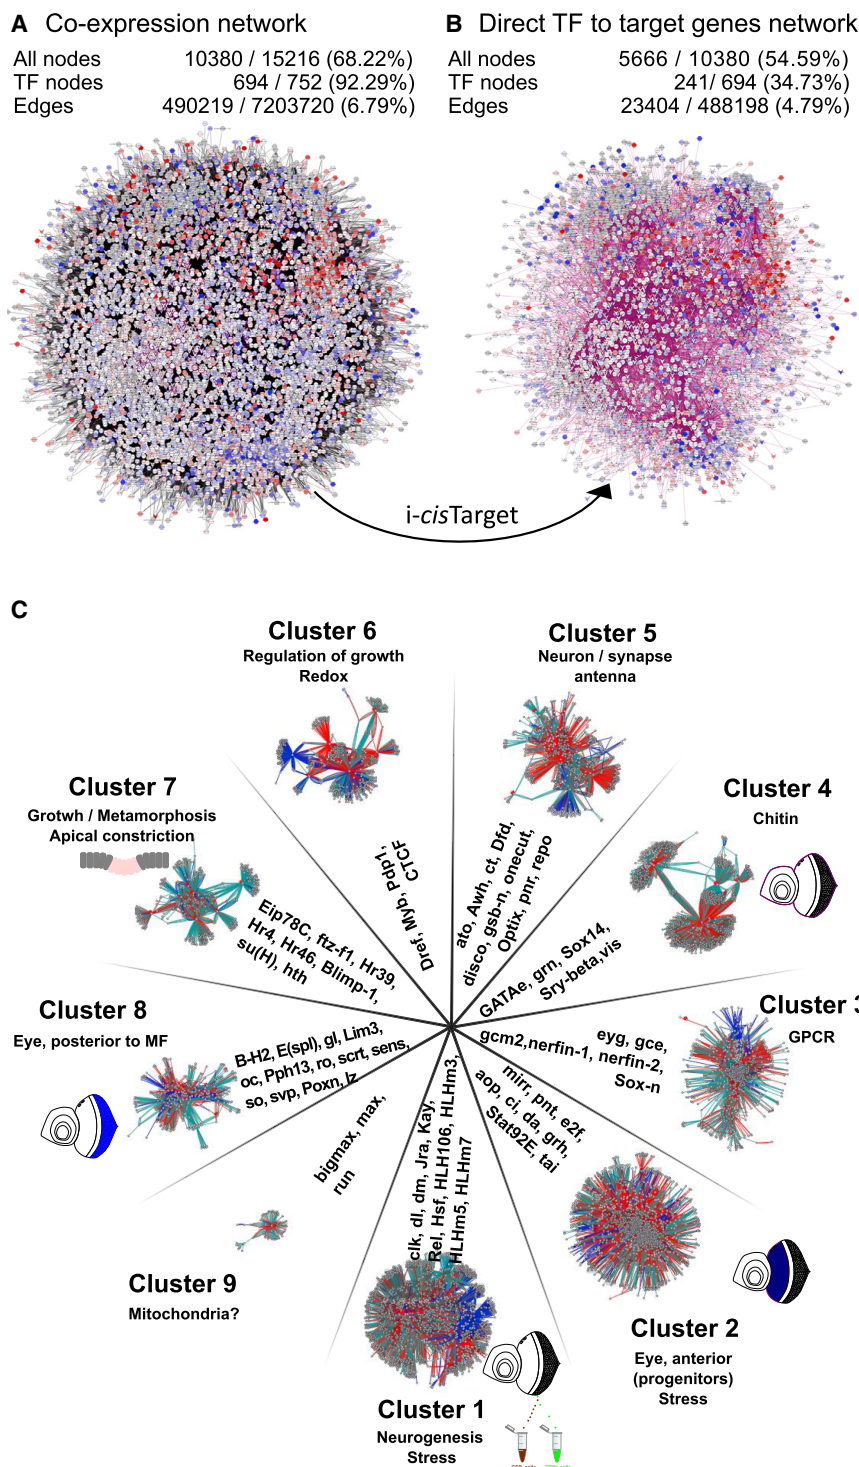 A Co-expression network
All nodes 10380 / 15216 (68.22%)
TF nodes 694 / 752 (92.29%)
Edges 490219 / 7203720 (6.79%)
B Direct TF to target genes network
All nodes 5666 / 10380 (54.59%)
TF nodes 241/ 694 (34.73%)
Edges 23404 / 488198 (4.79%)
i-cisTarget
C
Cluster 6
Regulation of growth
Redox
Dref, Myb, Pdp1,
CTCF
Cluster 5
Neuron / synapse
antenna
ato, Awh, ct, Dfd,
disco, gsb-n, onecut,
Optix, pnr, repo
Cluster 4
Chitin
GATAe, grn, Sox14,
Sry-beta,vis
Cluster 3
GPCR
eyg, gce,
gcm2,nerfin-1, nerfin-2,
Sox-n
Cluster 2
Eye, anterior
(progenitors)
Stress
mirr, pnt, e2f,
aop, ci, da, grh,
Stat92E, tai
Cluster 1
Neurogenesis
Stress
clk, dl, dm, Jra, Kay,
Rel, Hsf, HLH106, HLHm3,
HLHm5, HLHm7
Cluster 9
Mitochondria?
bigmax, max,
run
Cluster 8
Eye, posterior to MF
B-H2, E(spl), gl, Lim3,
oc, Pph13, ro, scrt, sens,
so, svp, Poxn, lz
Cluster 7
Grotwh / Metamorphosis
Apical constriction
Eip78C, ftz-f1, Hr39,
Hr4, Hr46, Blimp-1,
su(H), hth